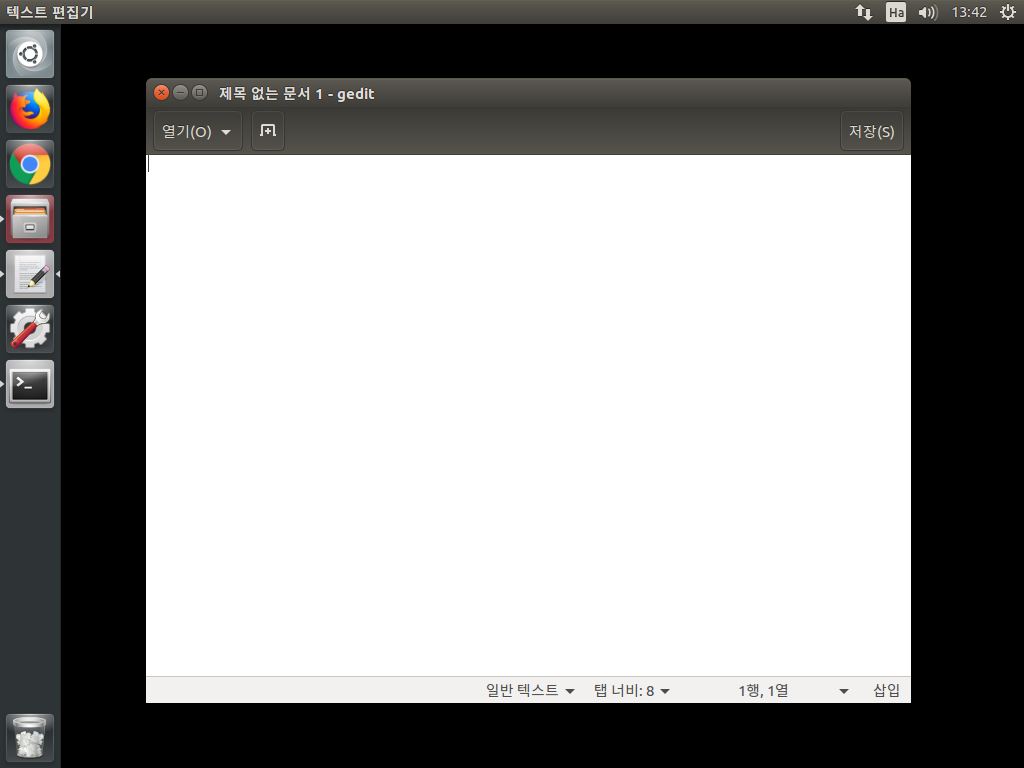 텍스트 편집기
Ha
13:42
제목 없는 문서 1 - gedit
열기(O)
저장(S)
>_
일반 텍스트
탭 너비: 8
1행, 1열
삽입